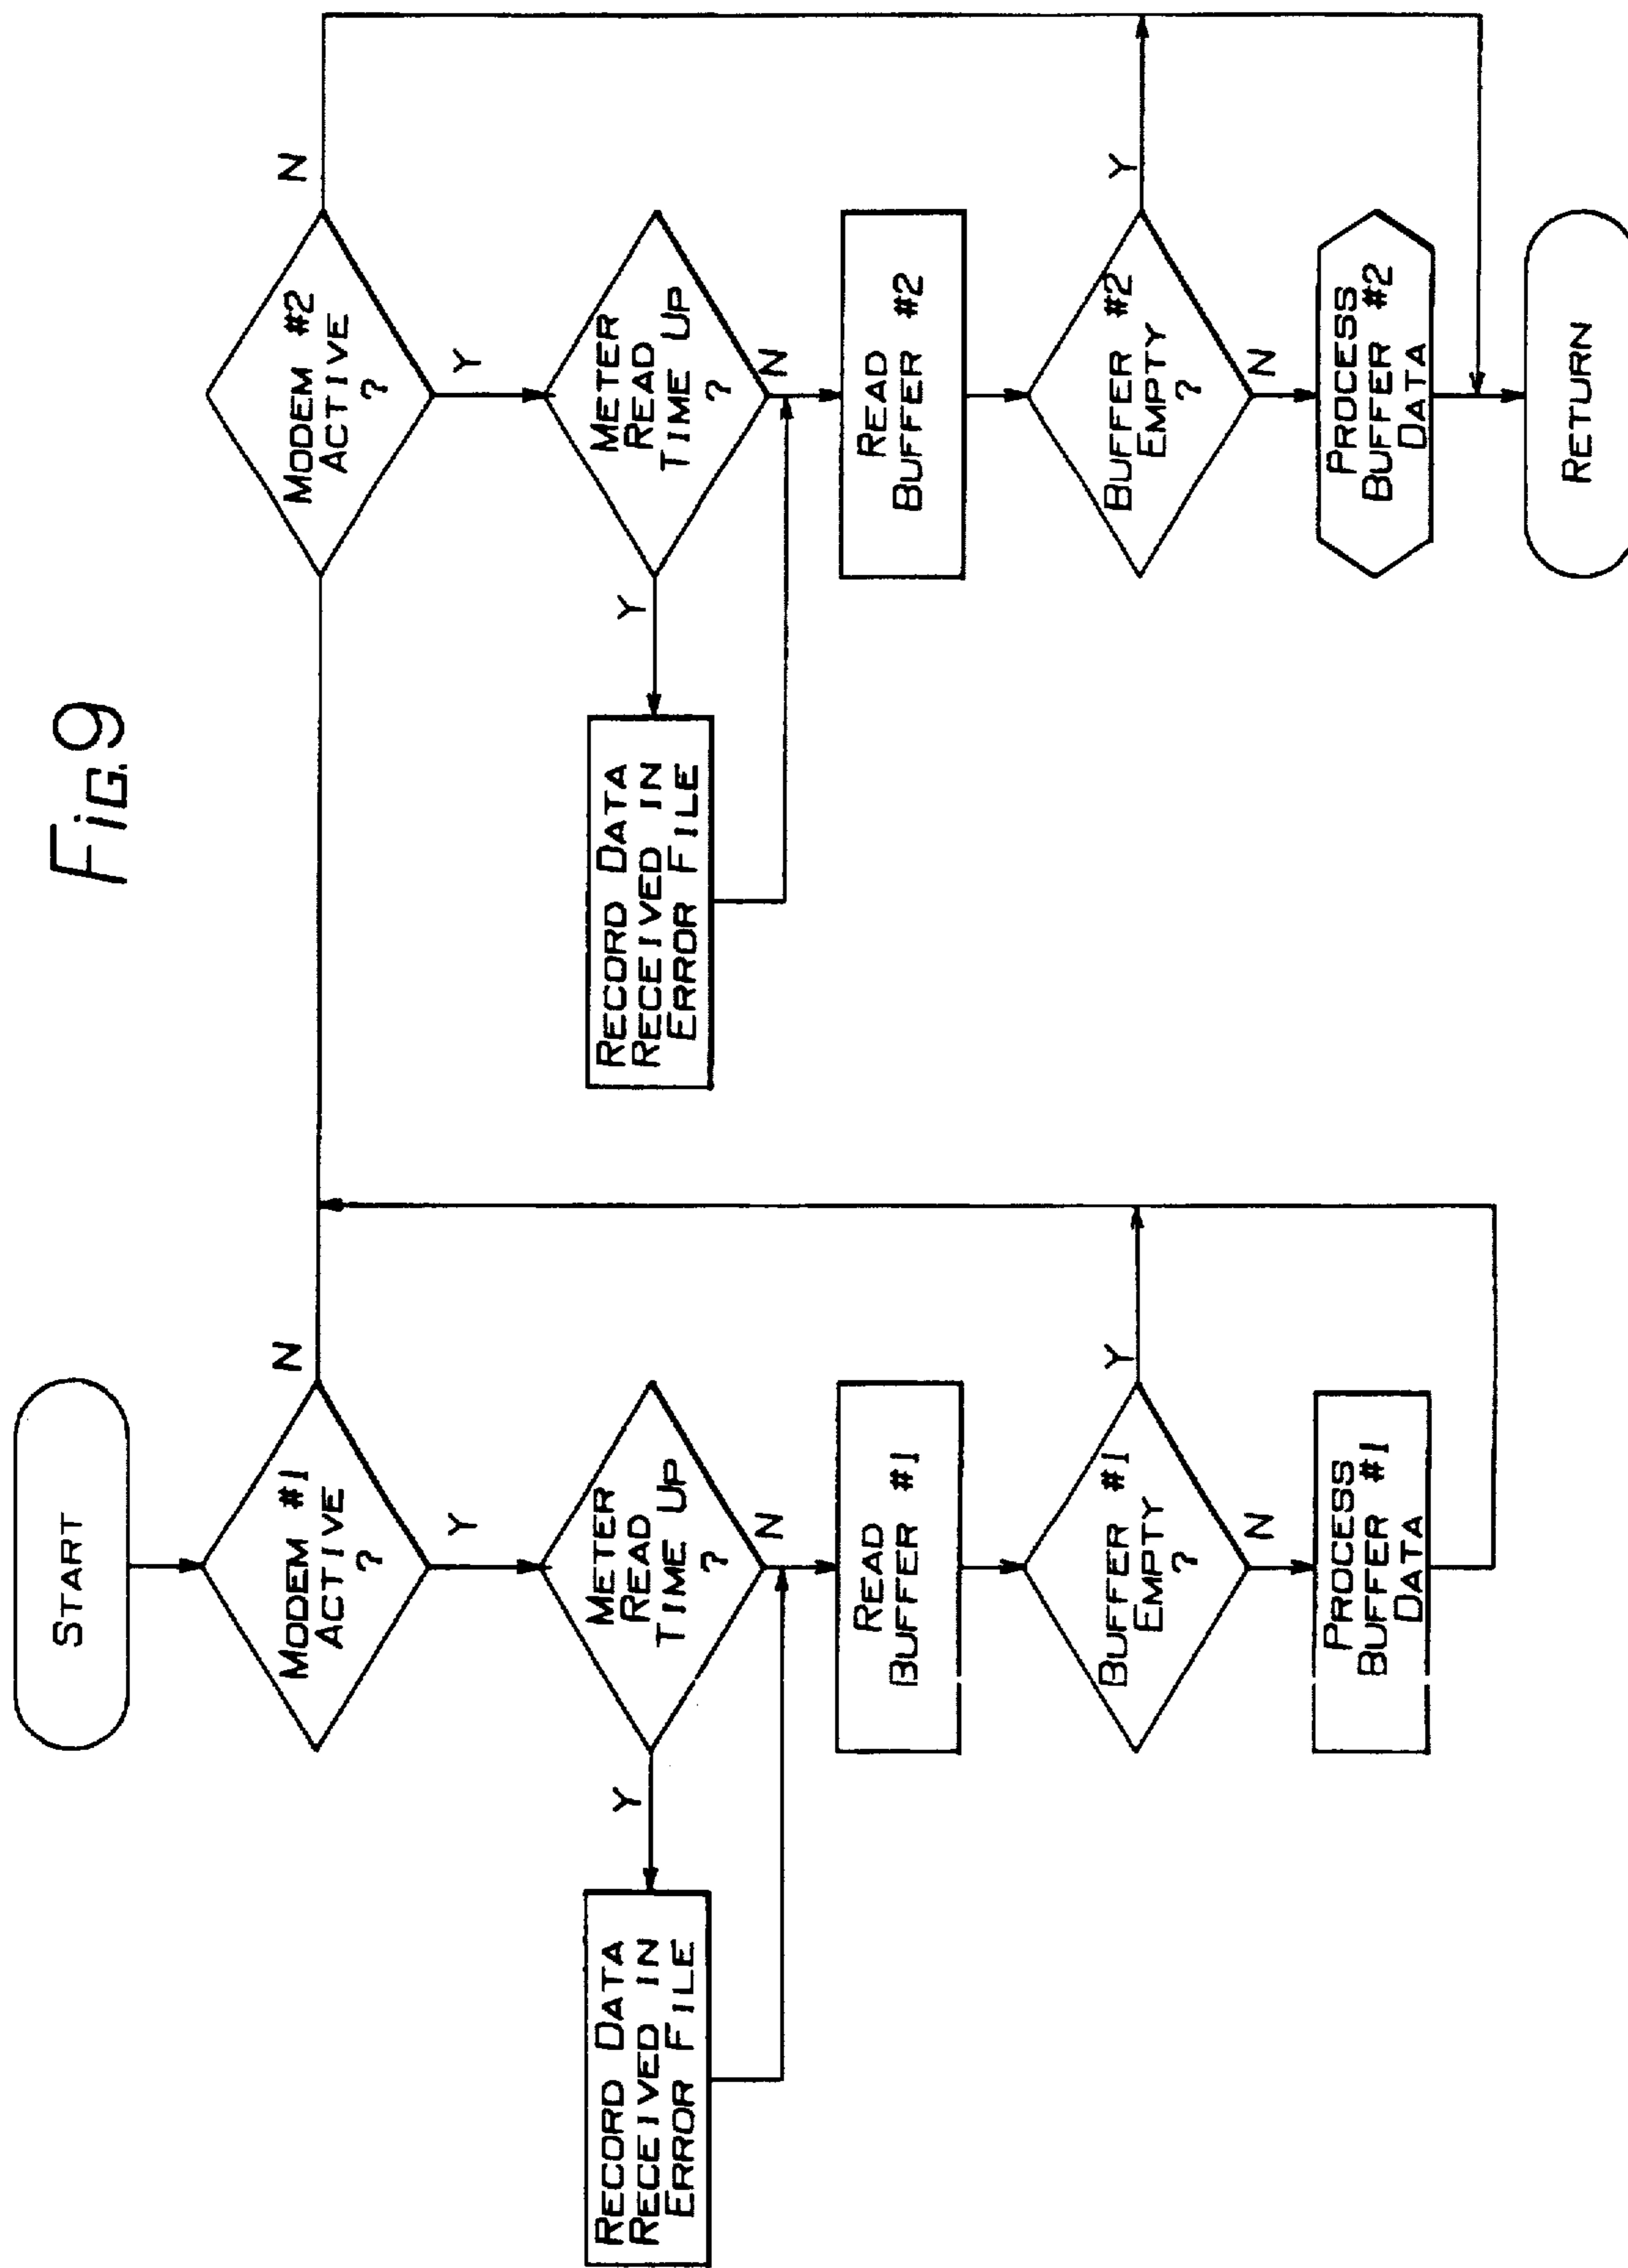 Fig.9
START
MODEM #1
ACTIVE
?
N
Y
METER
READ
TIME UP
?
Y
N
RECORD DATA
RECEIVED IN
ERROR FILE
READ
BUFFER #1
BUFFER #1
EMPTY
?
Y
N
PROCESS
BUFFER #1
DATA
MODEM #2
ACTIVE
?
N
Y
METER
READ
TIME UP
?
Y
N
RECORD DATA
RECEIVED IN
ERROR FILE
READ
BUFFER #2
BUFFER #2
EMPTY
?
Y
N
PROCESS
BUFFER #2
DATA
RETURN